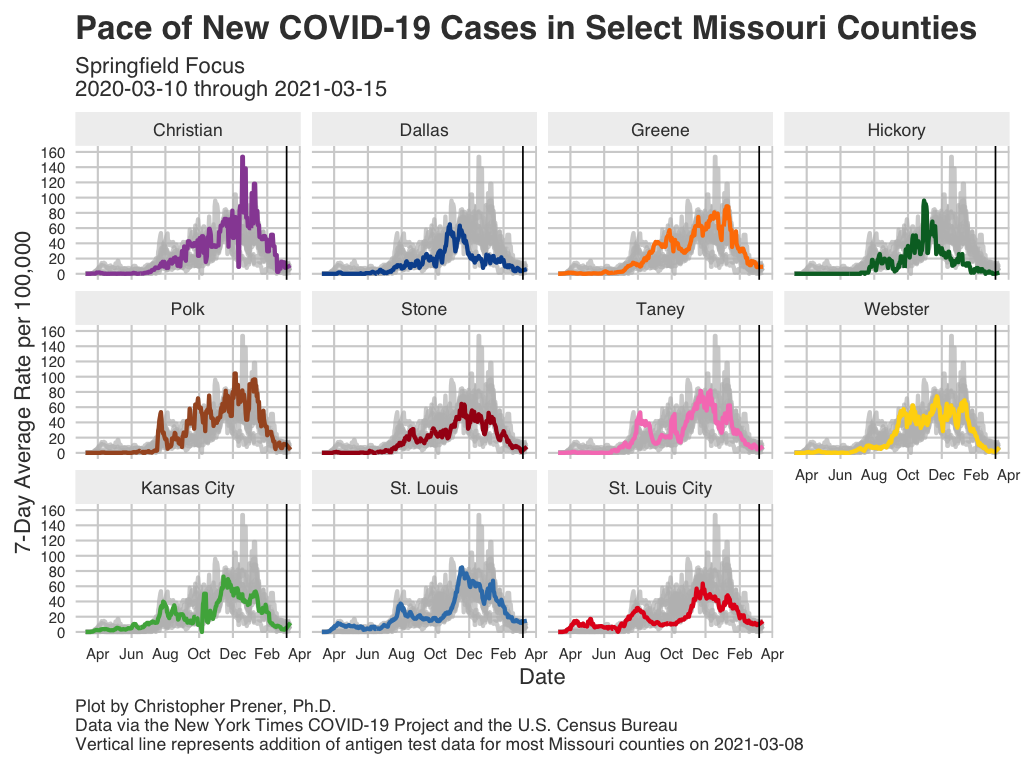 Pace of New COVID-19 Cases in Select Missouri Counties
Springfield Focus
2020-03-10 through 2021-03-15
Christian Dallas Greene Hickory
160
140
120
100
80
60
40
20
0
Polk Stone Taney Webster
160
140
120
100
80
60
40
20
0
Apr Jun Aug Oct Dec Feb Apr
Kansas City St. Louis St. Louis City
160
140
120
100
80
60
40
20
0
Apr Jun Aug Oct Dec Feb Apr Apr Jun Aug Oct Dec Feb Apr Apr Jun Aug Oct Dec Feb Apr
7-Day Average Rate per 100,000
Date
Plot by Christopher Prener, Ph.D.
Data via the New York Times COVID-19 Project and the U.S. Census Bureau
Vertical line represents addition of antigen test data for most Missouri counties on 2021-03-08